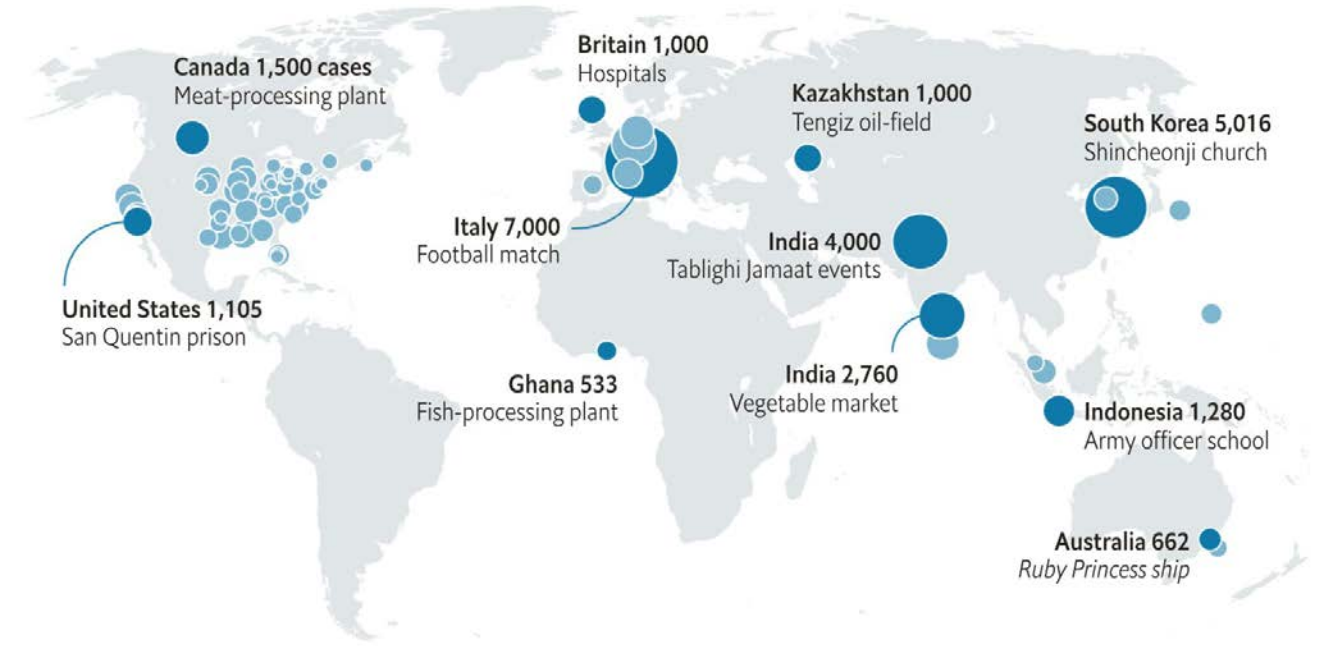 Britain 1,000
Hospitals
Canada 1,500 cases
Meat-processing plant
Kazakhstan 1,000
Tengiz oil-field
South Korea 5,016
Shincheonji church
Italy 7,000
Football match
India 4,000
Tablighi Jamaat events
United States 1,105
San Quentin prison
Ghana 533
Fish-processing plant
India 2,760
Vegetable market
Indonesia 1,280
Army officer school
Australia 662
Ruby Princess ship